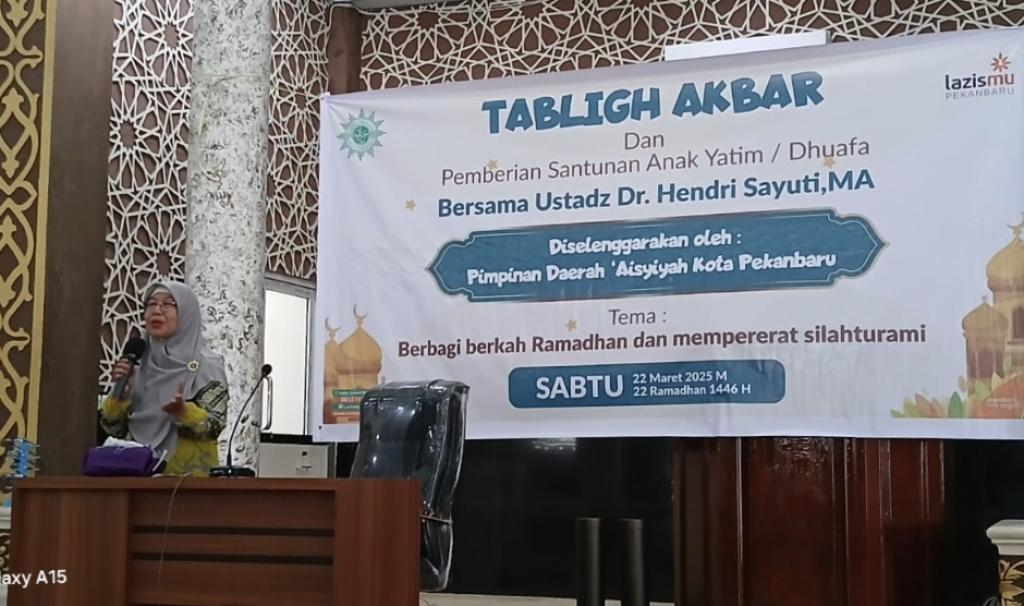 TABLIGH AKBAR
lazismu
PEKANBARU
Dan
Pemberian Santunan Anak Yatim / Dhuafa
Bersama Ustadz Dr. Hendri Sayuti,MA
Diselenggarakan oleh :
Pimpinan Daerah 'Aisyiyah Kota Pekanbaru
Tema :
Berbagi berkah Ramadhan dan mempererat silahturami
SABTU
22 Maret 2025 M
22 Ramadhan 1446 H
axy A15